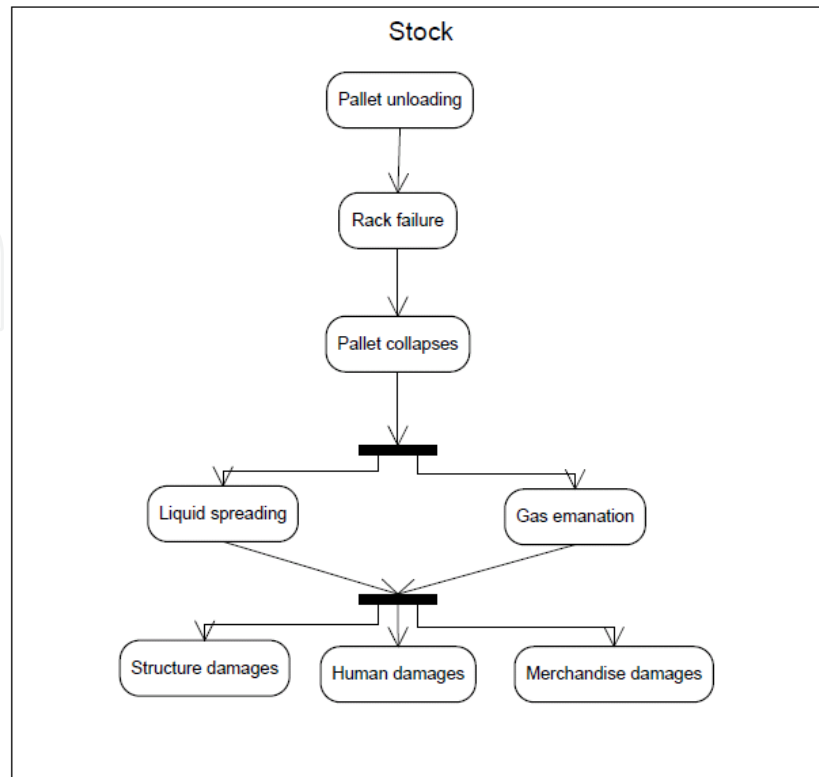 Stock
Pallet unloading
Rack failure
Pallet collapses
Liquid spreading
Gas emanation
Structure damages
Human damages
Merchandise damages